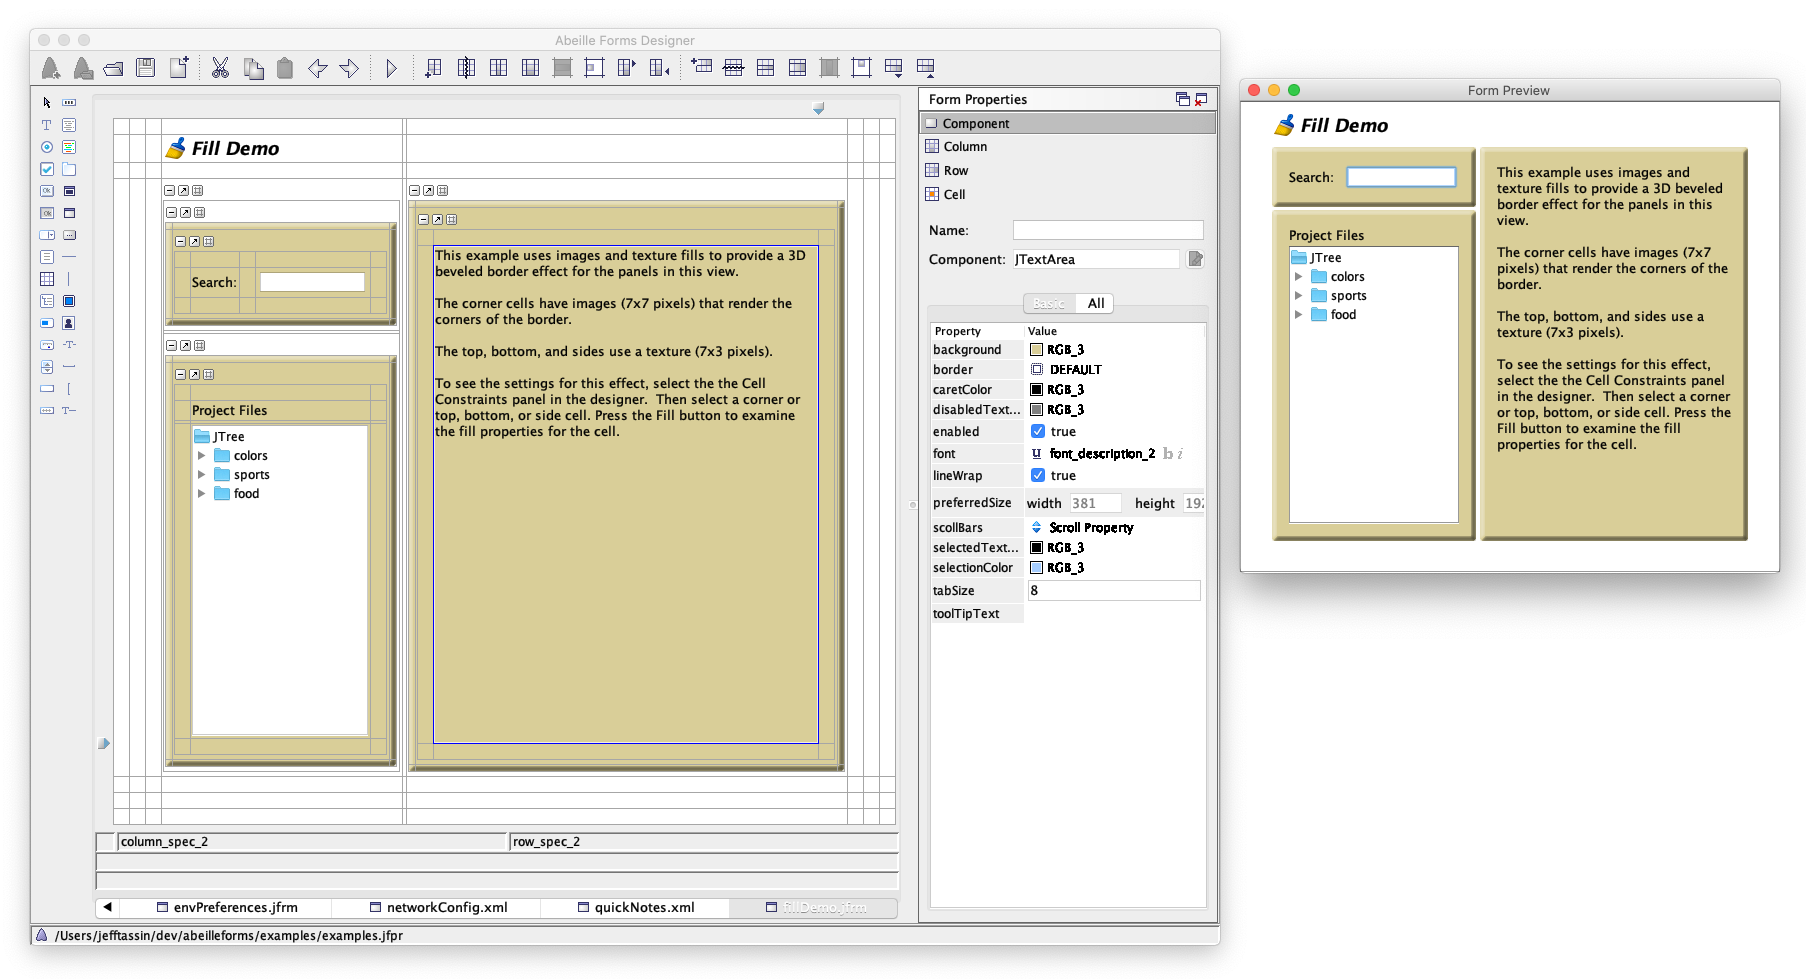 Abeille Forms Designer
Fill Demo
Search:
Project Files
JTree
colors
sports
food
This example uses images and texture fills to provide a 3D
beveled border effect for the panels in this view.
The corner cells have images (7x7 pixels) that render the
corners of the border.
The top, bottom, and sides use a texture (7x3 pixels).
To see the settings for this effect, select the the Cell
Constraints panel in the designer.  Then select a corner or
top, bottom, or side cell. Press the Fill button to examine
the fill properties for the cell.
column_spec_2
row_spec_2
envPreferences.jfrm
networkConfig.xml
quickNotes.xml
fillDemo.jfrm
/Users/jefftassin/dev/abeilleforms/examples/examples.jfpr
Form Properties
Component
Column
Row
Cell
Name:
Component: JTextArea
Basic All
Property Value
background RGB_3
border DEFAULT
caretColor RGB_3
disabledText... RGB_3
enabled true
font u font_description_2 b i
lineWrap true
preferredSize width 381 height 192
scollBars Scroll Property
selectedText... RGB_3
selectionColor RGB_3
tabSize 8
toolTipText
Form Preview
Fill Demo
Search:
Project Files
JTree
colors
sports
food
This example uses images and
texture fills to provide a 3D beveled
border effect for the panels in this
view.
The corner cells have images (7x7
pixels) that render the corners of the
border.
The top, bottom, and sides use a
texture (7x3 pixels).
To see the settings for this effect,
select the the Cell Constraints panel
in the designer.  Then select a corner
or top, bottom, or side cell. Press the
Fill button to examine the fill
properties for the cell.